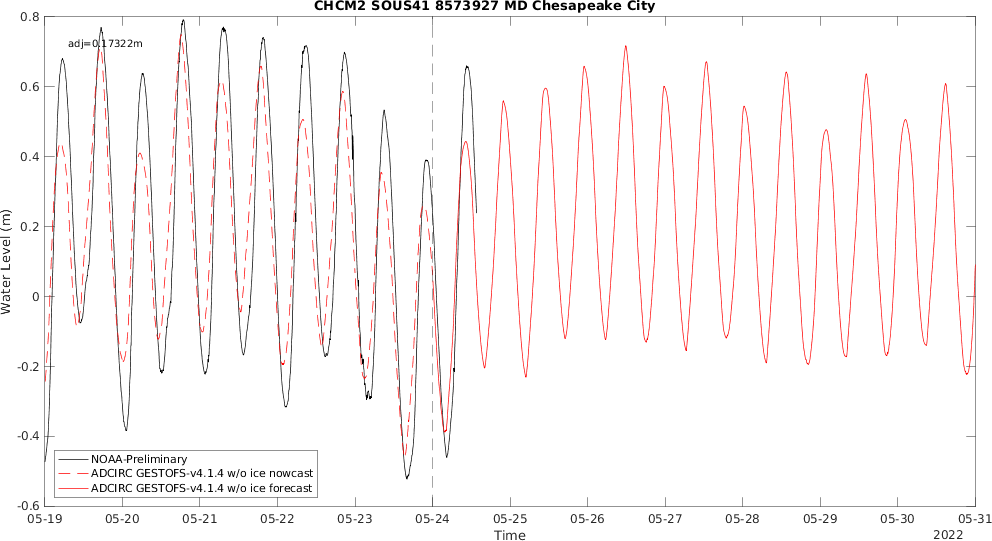 CHCM2 SOUS41 8573927 MD Chesapeake City
adj=0.17322m
Water Level (m)
0.8
0.6
0.4
0.2
0
-0.2
-0.4
-0.6
NOAA-Preliminary
ADCIRC GESTOFS-v4.1.4 w/o ice nowcast
ADCIRC GESTOFS-v4.1.4 w/o ice forecast
05-19 05-20 05-21 05-22 05-23 05-24 05-25 05-26 05-27 05-28 05-29 05-30 05-31
Time
2022